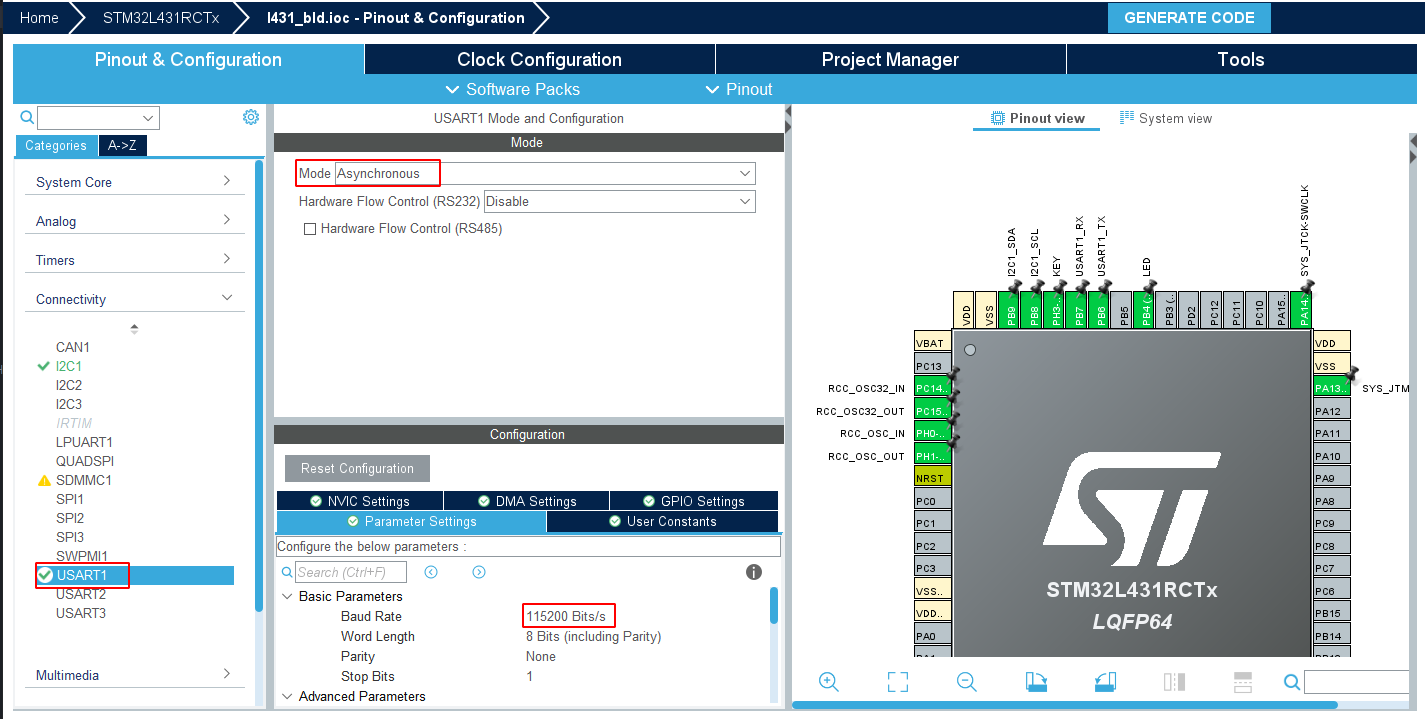 Home
STM32L431RCTx
l431_bld.ioc - Pinout & Configuration
GENERATE CODE
Pinout & Configuration
Clock Configuration
Project Manager
Tools
Software Packs
Pinout
Categories
A->Z
System Core
Analog
Timers
Connectivity
CAN1
I2C1
I2C2
I2C3
IRTIM
LPUART1
QUADSPI
SDMMC1
SPI1
SPI2
SPI3
SWPMI1
USART1
USART2
USART3
Multimedia
USART1 Mode and Configuration
Mode
Mode Asynchronous
Hardware Flow Control (RS232) Disable
Hardware Flow Control (RS485)
Configuration
Reset Configuration
NVIC Settings
DMA Settings
GPIO Settings
Parameter Settings
User Constants
Configure the below parameters :
Search (Ctrl+F)
Basic Parameters
Baud Rate 115200 Bits/s
Word Length 8 Bits (including Parity)
Parity None
Stop Bits 1
Advanced Parameters
Pinout view
System view
I2C1_SDA
I2C1_SCL
KEY
USART1_RX
USART1_TX
LED
SYS_JTCK-SWCLK
VDD
VSS
PB9
PB8
PH3-..
PB7
PB6
PB5
PB4 (..
PB3 (..
PD2
PC12
PC11
PC10
PA15..
PA14..
VBAT
PC13
RCC_OSC32_IN PC14..
RCC_OSC32_OUT PC15..
RCC_OSC_IN PH0-..
RCC_OSC_OUT PH1-..
NRST
PC0
PC1
PC2
PC3
VSS..
VDD..
PA0
VDD
VSS
PA13.. SYS_JTM
PA12
PA11
PA10
PA9
PA8
PC9
PC8
PC7
PC6
PB15
PB14
STM32L431RCTx
LQFP64